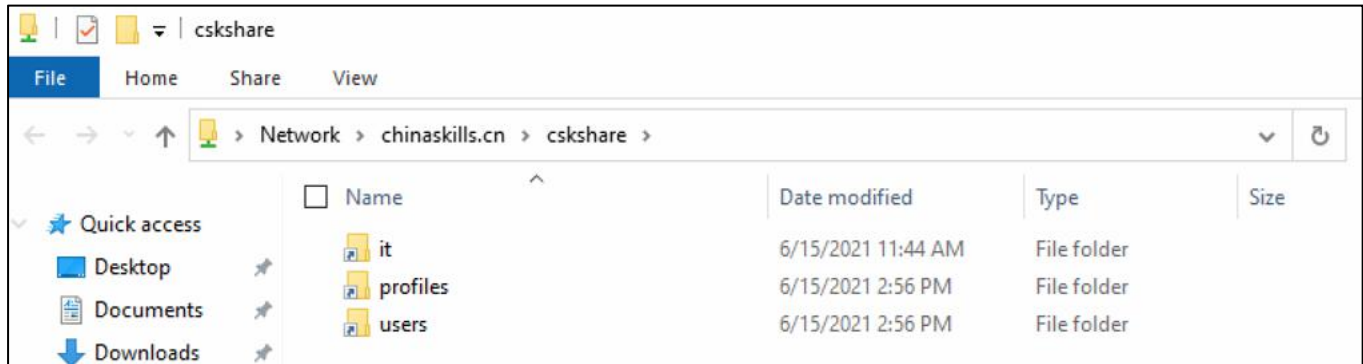 cskshare
File Home Share View
Network > chinaskills.cn > cskshare >
Name Date modified Type Size
Quick access
Desktop
Documents
Downloads
it 6/15/2021 11:44 AM File folder
profiles 6/15/2021 2:56 PM File folder
users 6/15/2021 2:56 PM File folder